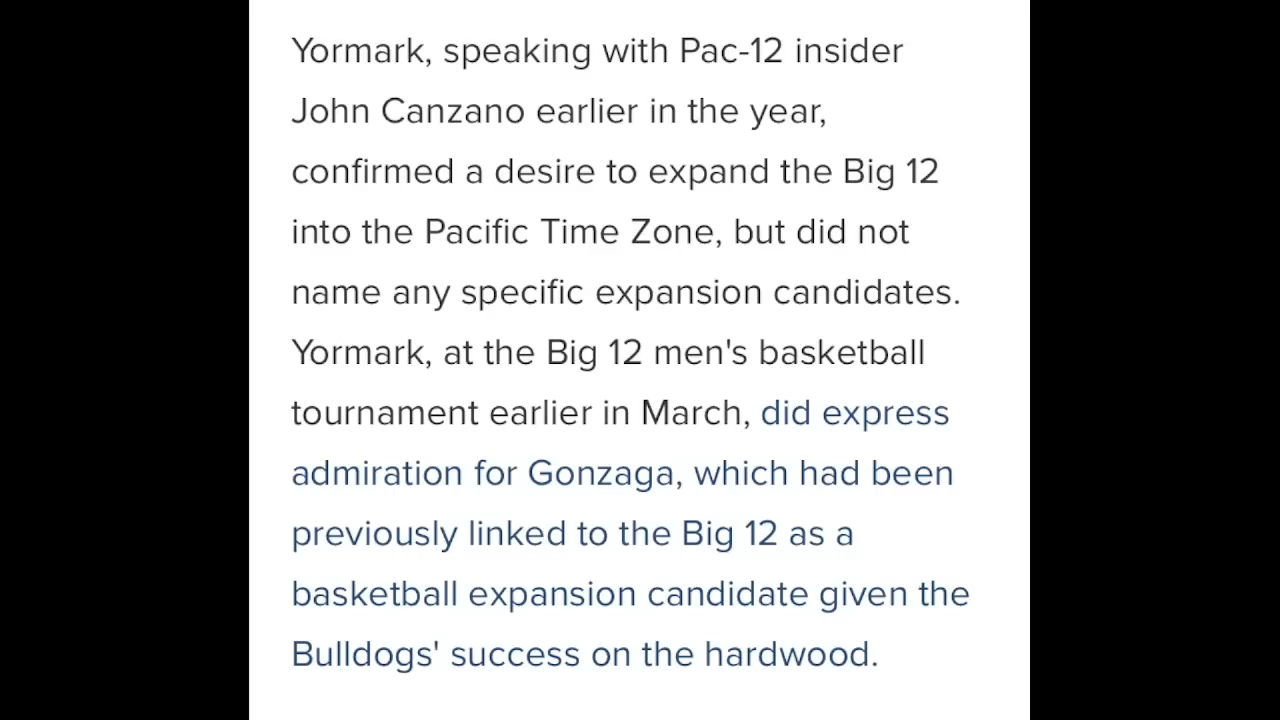 Yormark, speaking with Pac-12 insider
John Canzano earlier in the year,
confirmed a desire to expand the Big 12
into the Pacific Time Zone, but did not
name any specific expansion candidates.
Yormark, at the Big 12 men's basketball
tournament earlier in March, did express
admiration for Gonzaga, which had been
previously linked to the Big 12 as a
basketball expansion candidate given the
Bulldogs' success on the hardwood.